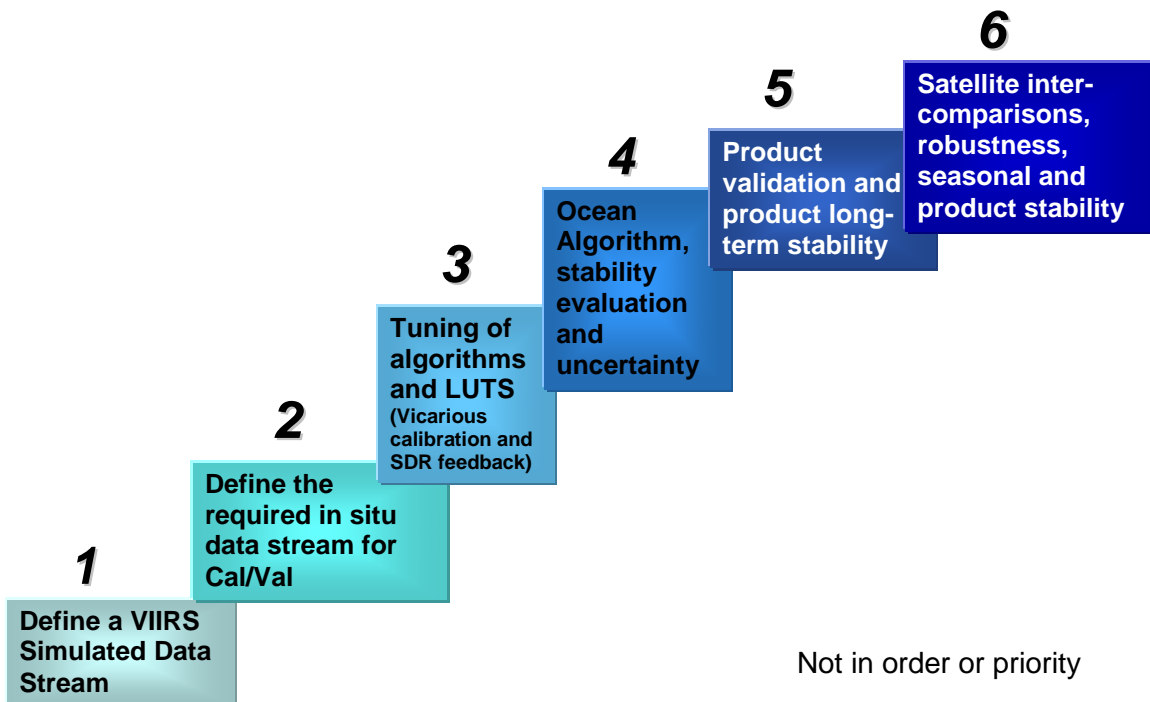 1
Define a VIIRS
Simulated Data
Stream
2
Define the
required in situ
data stream for
Cal/Val
3
Tuning of
algorithms
and LUTS
(Vicarious
calibration and
SDR feedback)
4
Ocean
Algorithm,
stability
evaluation
and
uncertainty
5
Product
validation and
product long-
term stability
6
Satellite inter-
comparisons,
robustness,
seasonal and
product stability
Not in order or priority